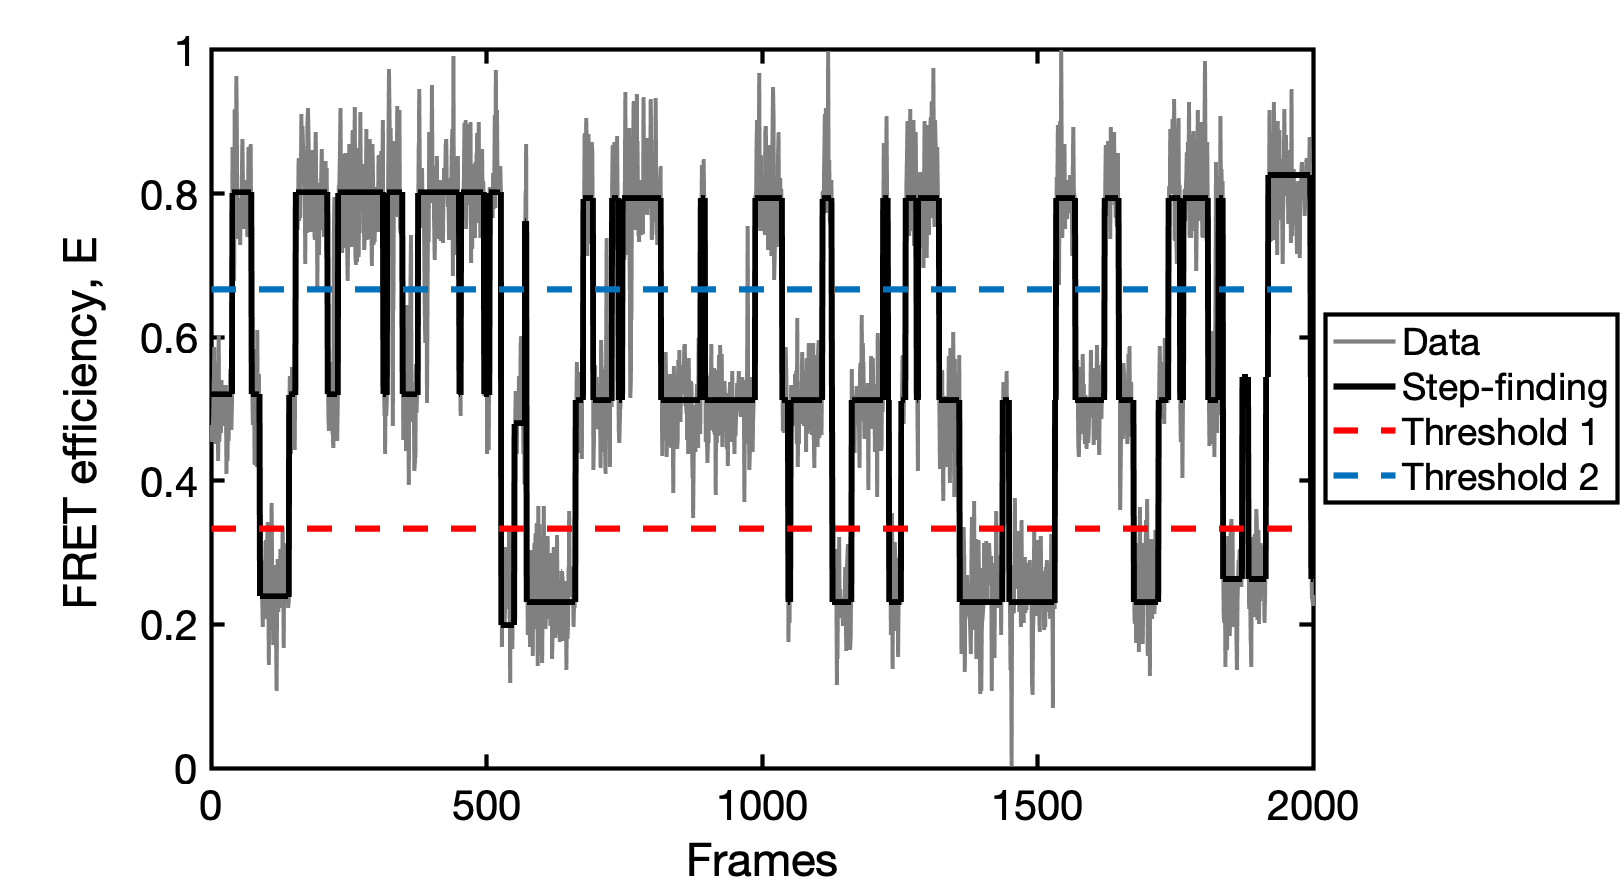 1
0.8
0.6
0.4
0.2
0
FRET efficiency, E
0 500 1000 1500 2000
Frames
Data
Step-finding
Threshold 1
Threshold 2